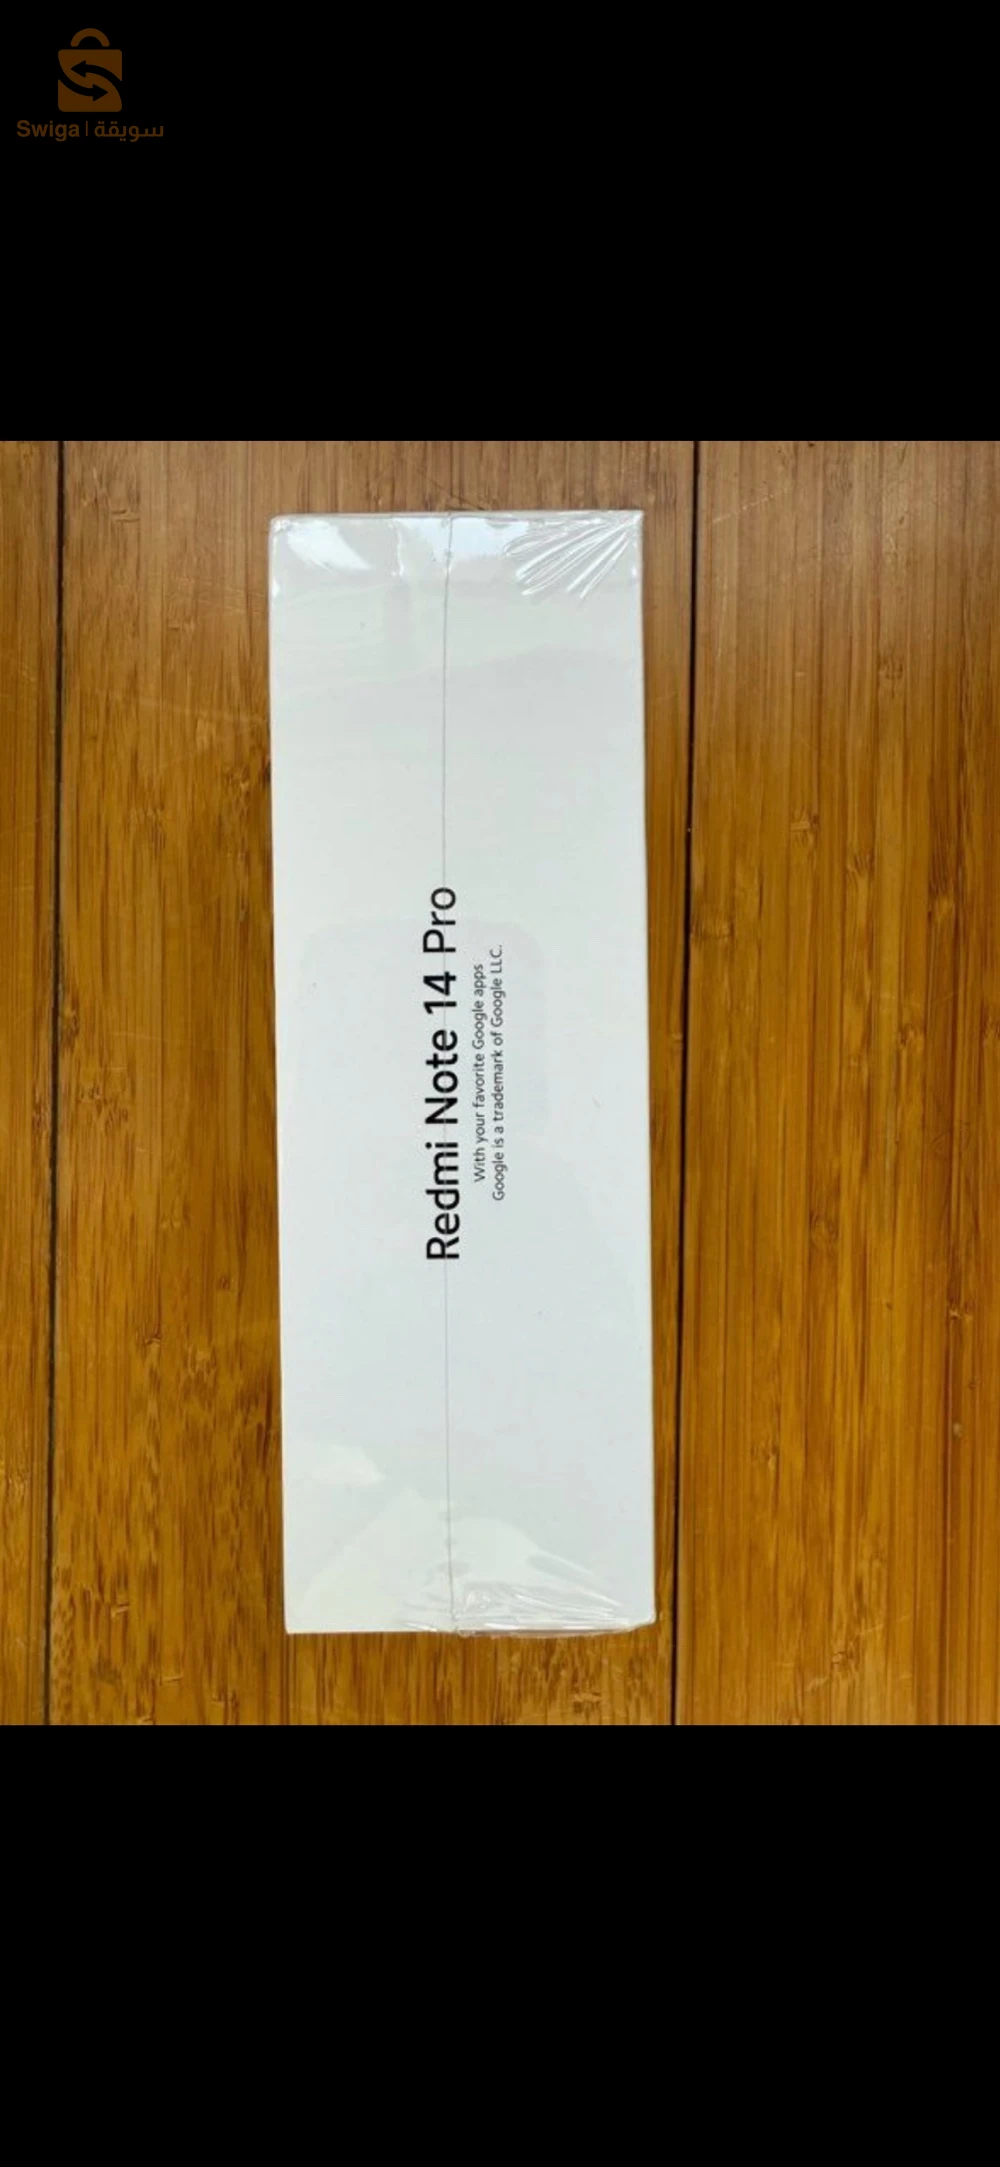 Swiga | سويقة
Redmi Note 14 Pro
With your favorite Google apps
Google is a trademark of Google LLC.